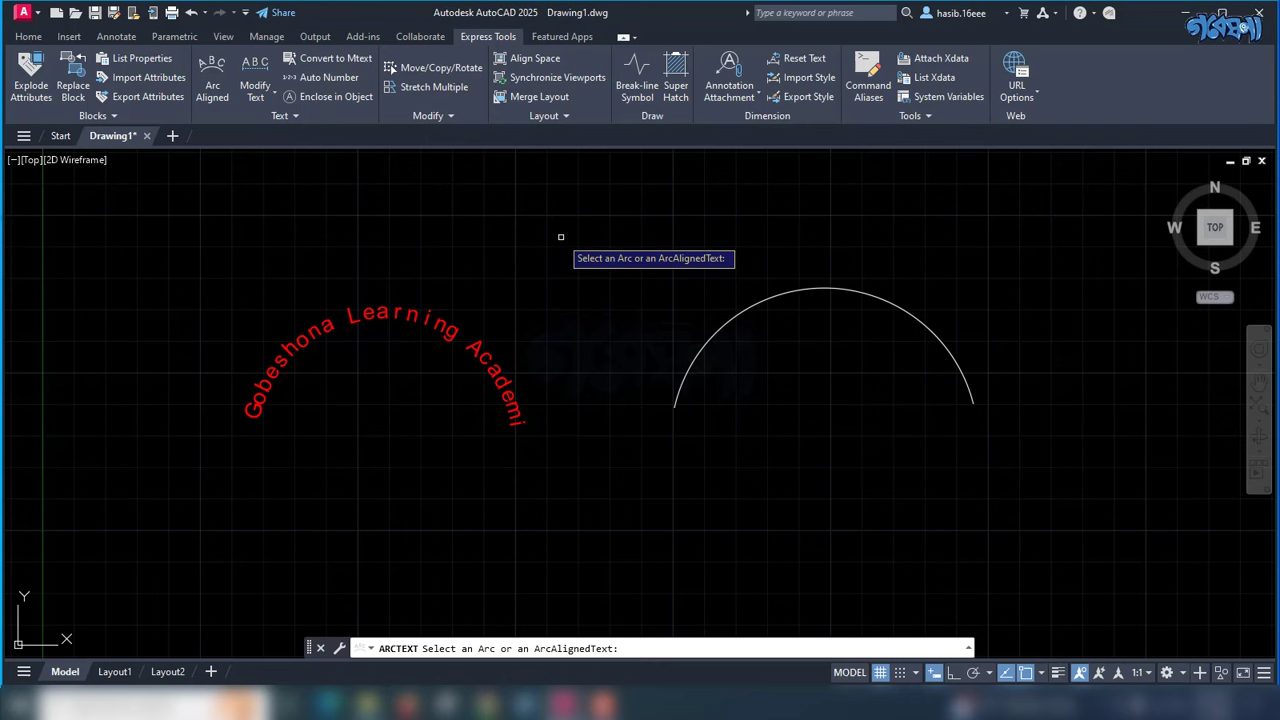 A CAD Share Autodesk AutoCAD 2025 Drawing1.dwg Type a keyword or phrase hasib.16eee ?
গবেষণা
Home Insert Annotate Parametric View Manage Output Add-ins Collaborate Express Tools Featured Apps
Explode Attributes
Replace Block
List Properties
Import Attributes
Export Attributes
Blocks
Arc Aligned
Modify Text
Convert to Mtext
Auto Number
Enclose in Object
Text
Move/Copy/Rotate
Stretch Multiple
Modify
Align Space
Synchronize Viewports
Merge Layout
Layout
Break-line Symbol
Super Hatch
Draw
Annotation Attachment
Reset Text
Import Style
Export Style
Dimension
Command Aliases
Attach Xdata
List Xdata
System Variables
Tools
URL Options
Web
Start Drawing1*
[−][Top][2D Wireframe]
N
W TOP E
S
WCS
Select an Arc or an ArcAlignedText:
Gobeshona Learning Academi
Y
X
ARCTEXT Select an Arc or an ArcAlignedText:
Model Layout1 Layout2 MODEL 1:1